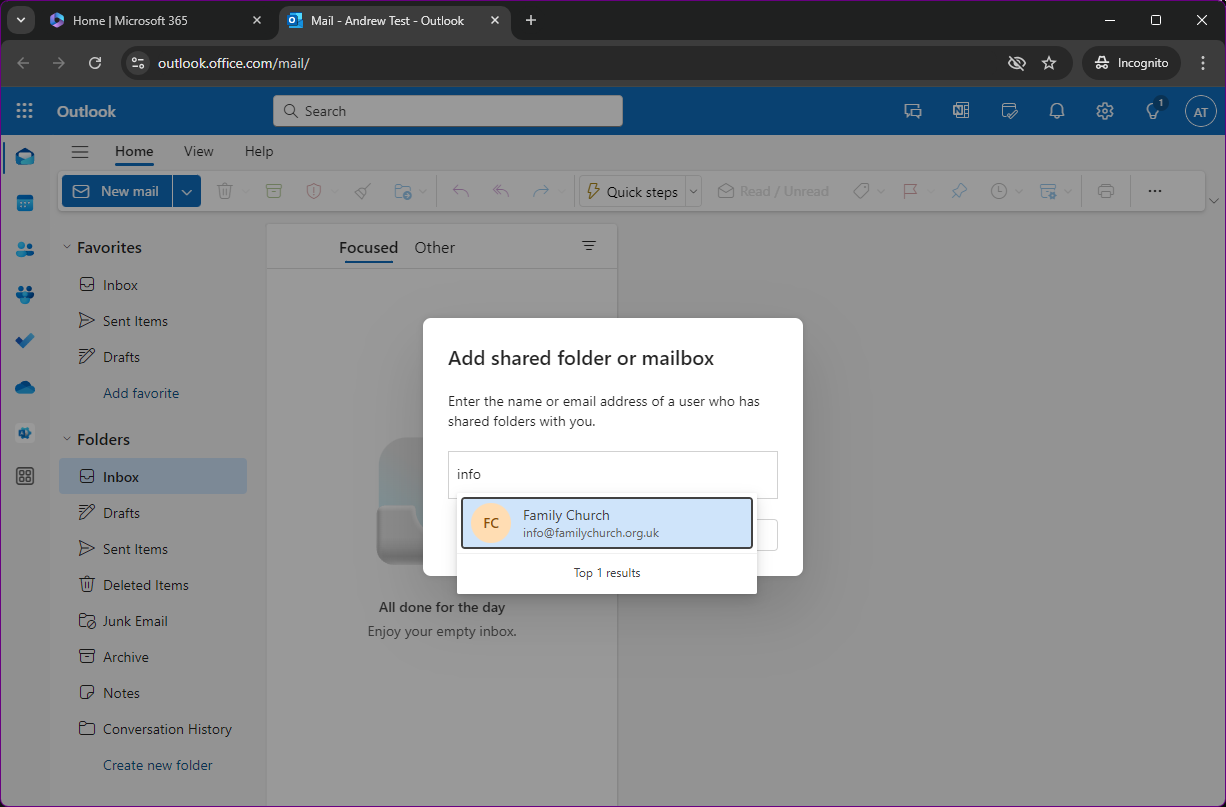 Home | Microsoft 365
Mail - Andrew Test - Outlook
outlook.office.com/mail/
Incognito
Outlook
Search
1
AT
Home View Help
New mail
Quick steps
Read / Unread
Favorites
Inbox
Sent Items
Drafts
Add favorite
Folders
Inbox
Drafts
Sent Items
Deleted Items
Junk Email
Archive
Notes
Conversation History
Create new folder
Focused Other
All done for the day
Enjoy your empty inbox.
Add shared folder or mailbox
Enter the name or email address of a user who has
shared folders with you.
info
FC
Family Church
info@familychurch.org.uk
Top 1 results